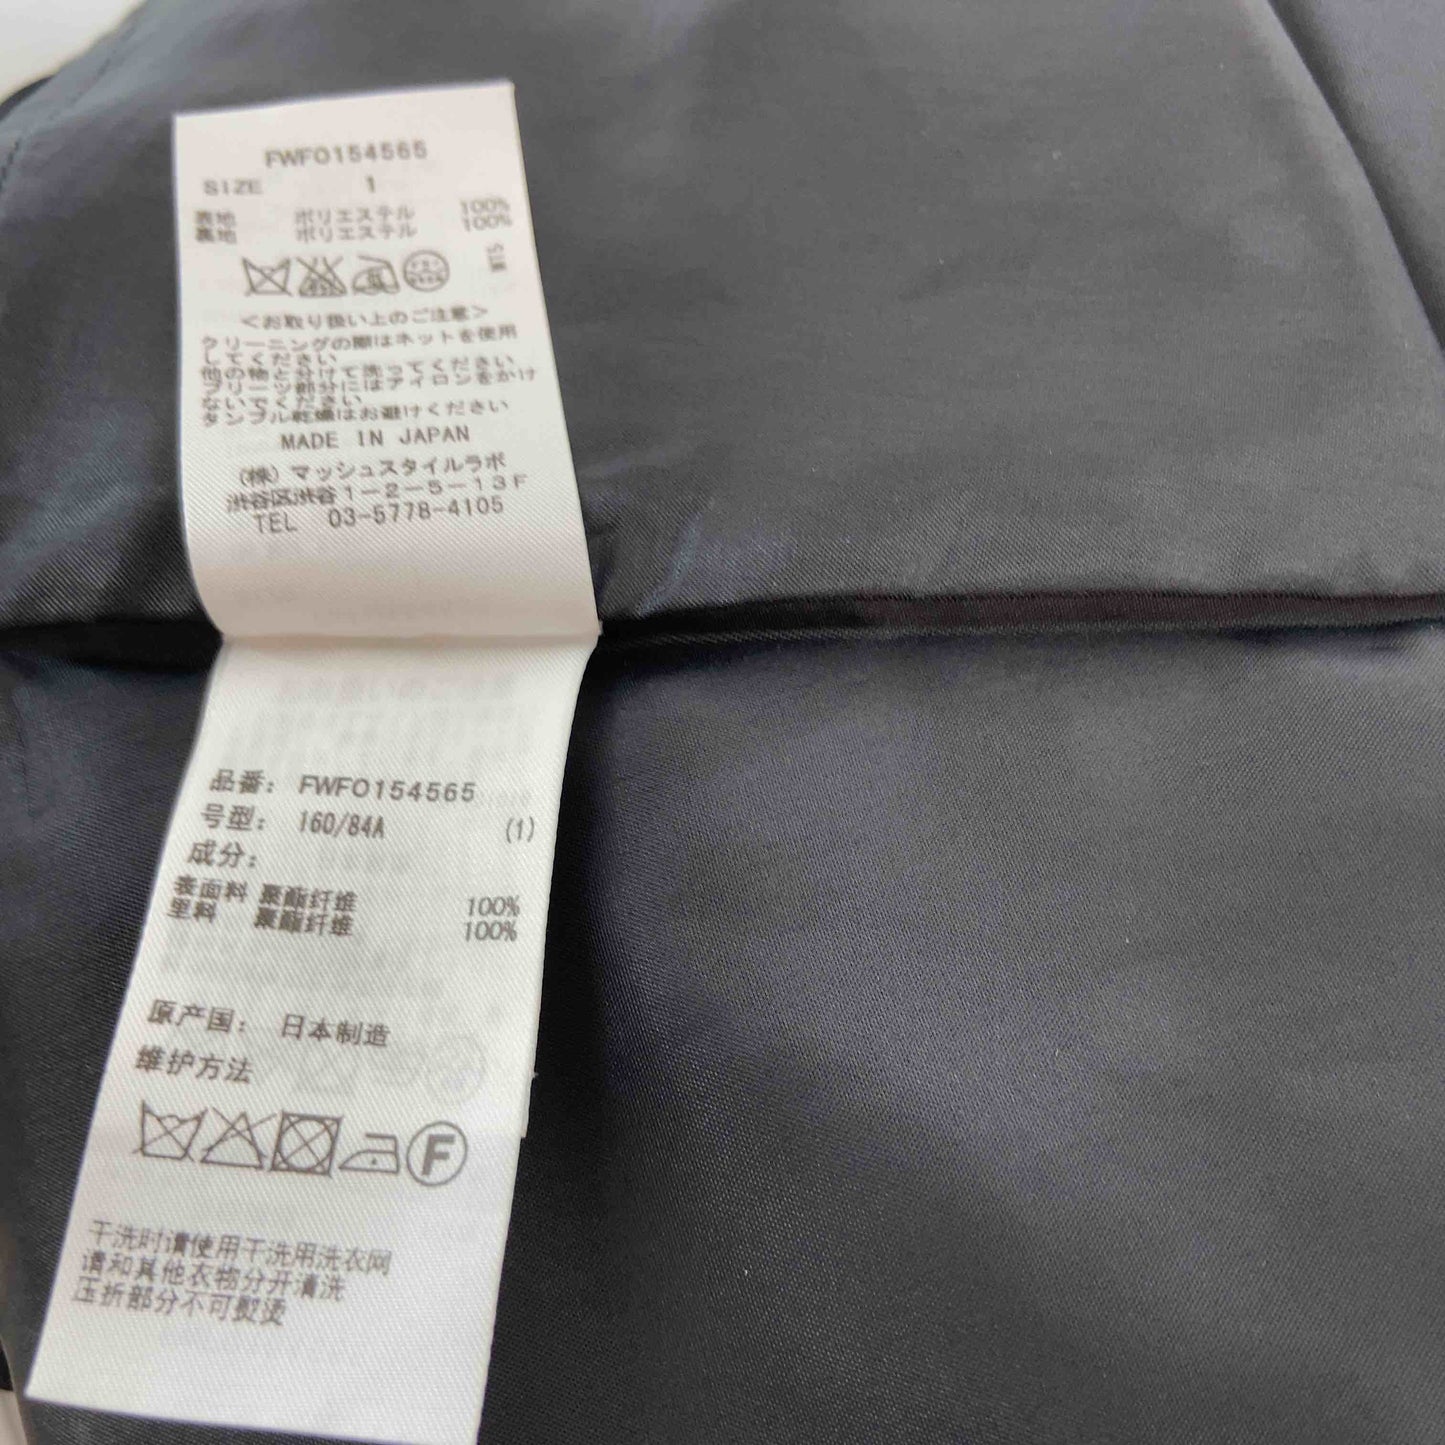 FWFO154565
SIZE 1
表地 ポリエステル 100%
裏地 ポリエステル 100%
<お取り扱い上のご注意>
クリーニングの際はネットを使用
してください
他の物と分けて洗ってください
プリーツ部分にはアイロンをかけ
ないでください
タンブル乾燥はお避けください
MADE IN JAPAN
(株)マッシュスタイルラボ
渋谷区渋谷1-2-5-13F
TEL 03-5778-4105
品番: FWFO154565
号型: 160/84A (1)
成分:
表面料 聚酯纤维 100%
里料 聚酯纤维 100%
原产国: 日本制造
维护方法
F
干洗时请使用干洗用洗衣网
请和其他衣物分开清洗
压折部分不可熨烫